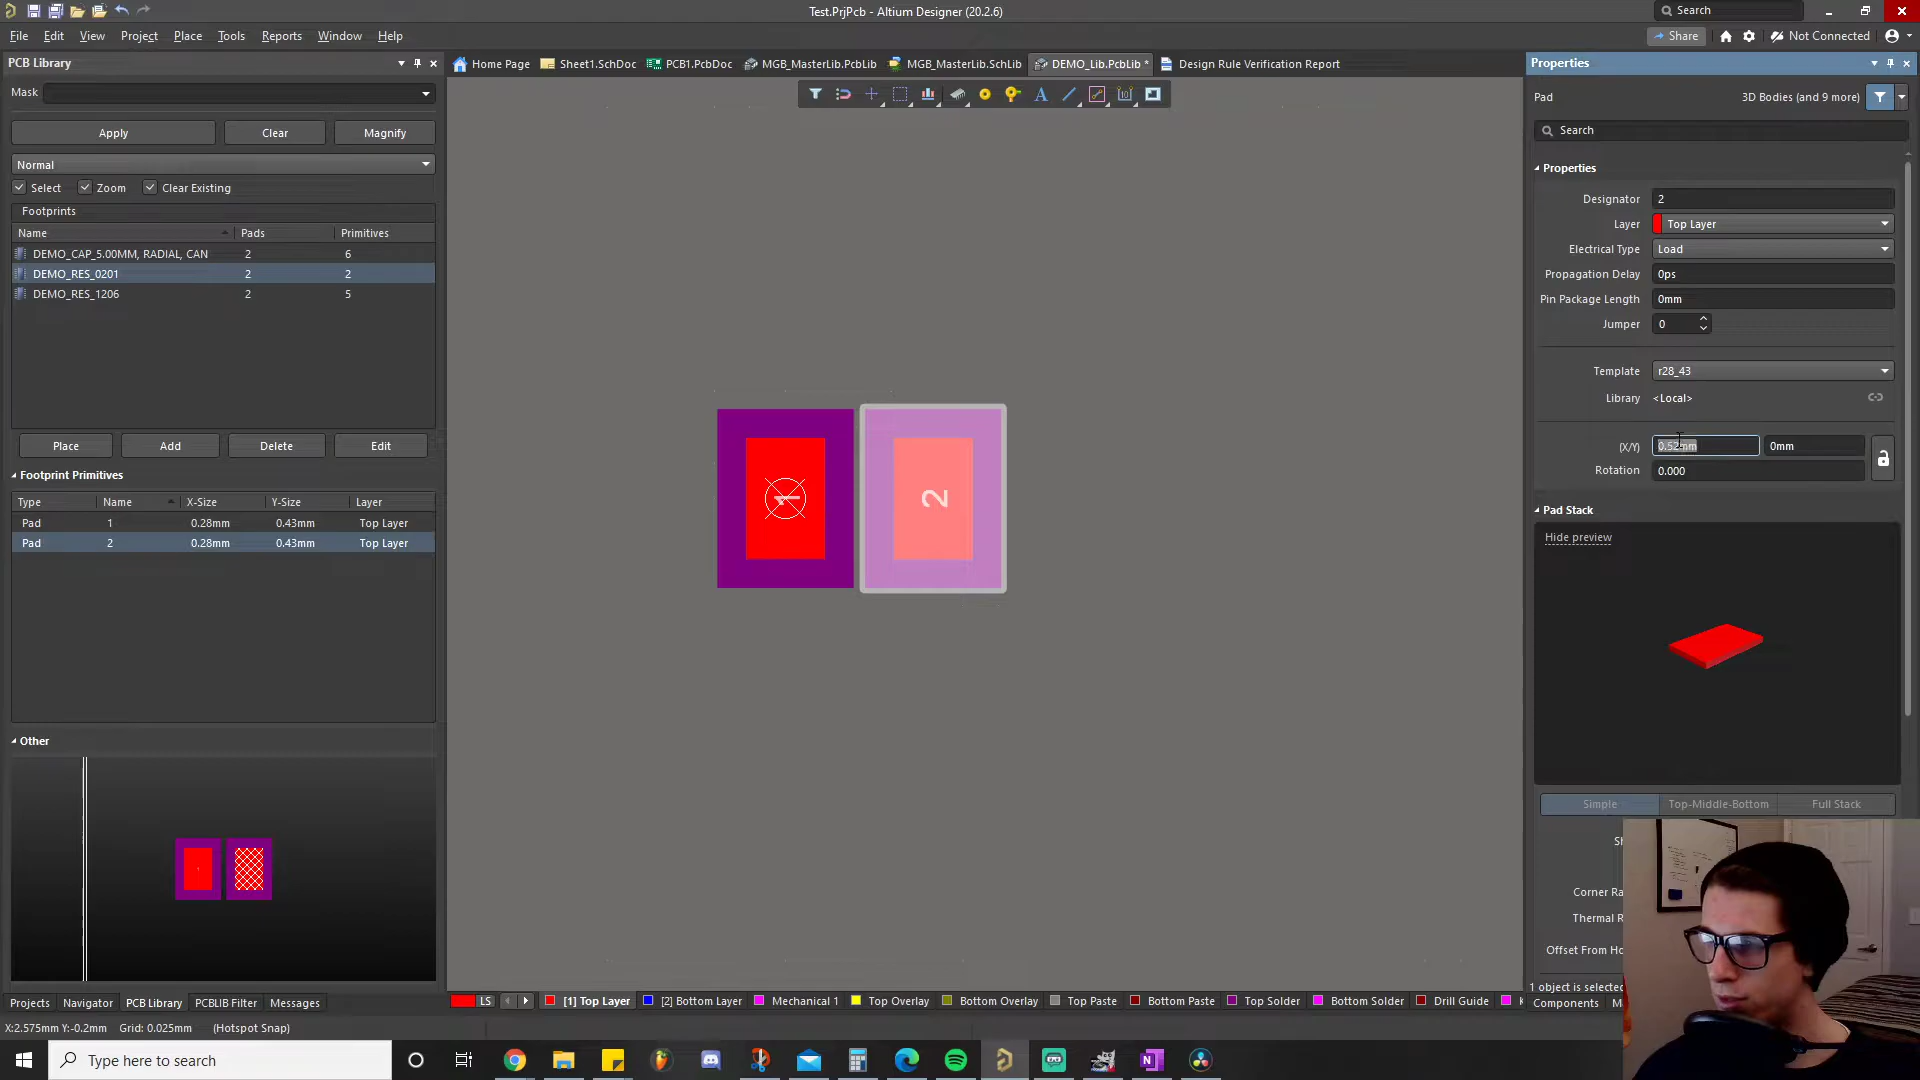 Test.PrjPcb - Altium Designer (20.2.6)
Search
File Edit View Project Place Tools Reports Window Help
Share
Not Connected
PCB Library
Home Page
Sheet1.SchDoc
PCB1.PcbDoc
MGB_MasterLib.PcbLib
MGB_MasterLib.SchLib
DEMO_Lib.PcbLib *
Design Rule Verification Report
Properties
Mask
Pad
3D Bodies (and 9 more)
Apply Clear Magnify
Search
Normal
Properties
Select Zoom Clear Existing
Footprints
Designator 2
Name Pads Primitives
Layer Top Layer
DEMO_CAP_5.00MM, RADIAL, CAN 2 6
Electrical Type Load
DEMO_RES_0201 2 2
Propagation Delay 0ps
DEMO_RES_1206 2 5
Pin Package Length 0mm
Jumper 0
Template r28_43
Library <Local>
Place Add Delete Edit
(X/Y) 0.52mm 0mm
Rotation 0.000
Footprint Primitives
Type Name X-Size Y-Size Layer
Pad 1 0.28mm 0.43mm Top Layer
Pad 2 0.28mm 0.43mm Top Layer
1
2
Pad Stack
Hide preview
Other
Simple Top-Middle-Bottom Full Stack
Corner Ra
Thermal R
Offset From Ho
1 object is selected
Projects Navigator PCB Library PCBLIB Filter Messages
LS
[1] Top Layer
[2] Bottom Layer
Mechanical 1
Top Overlay
Bottom Overlay
Top Paste
Bottom Paste
Top Solder
Bottom Solder
Drill Guide
Components
X:2.575mm Y:-0.2mm Grid: 0.025mm (Hotspot Snap)
Type here to search